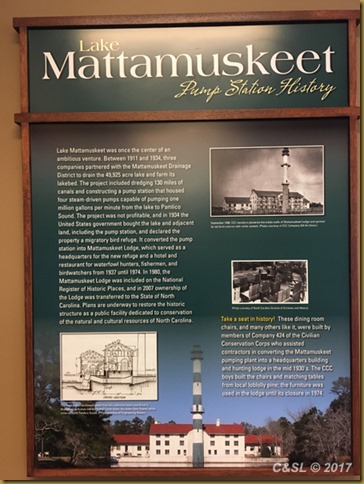 Lake
Mattamuskeet
Pump Station History
Lake Mattamuskeet was once the center of an
ambitious venture. Between 1911 and 1934, three
companies partnered with the Mattamuskeet Drainage
District to drain the 49,925 acre lake and farm its
lakebed. The project included dredging 130 miles of
canals and constructing a pump station that housed
four steam-driven pumps capable of pumping one
million gallons per minute from the lake to Pamlico
Sound. The project was not profitable, and in 1934 the
United States government bought the lake and adjacent
land, including the pump station, and declared the
property a migratory bird refuge. It converted the pump
station into Mattamuskeet Lodge, which served as a
headquarters for the new refuge and a hotel and
restaurant for waterfowl hunters, fishermen, and
birdwatchers from 1937 until 1974. In 1980, the
Mattamuskeet Lodge was included on the National
Register of Historic Places, and in 2007 ownership of
the Lodge was transferred to the State of North
Carolina. Plans are underway to restore the historic
structure as a public facility dedicated to conservation
of the natural and cultural resources of North Carolina.
Take a seat in history! These dining room
chairs, and many others like it, were built by
members of Company 424 of the Civilian
Conservation Corps who assisted
contractors in converting the Mattamuskeet
pumping plant into a headquarters building
and hunting lodge in the mid 1930's. The CCC
boys built the chairs and matching tables
from local loblolly pine; the furniture was
used in the lodge until its closure in 1974.
C&SL © 2017